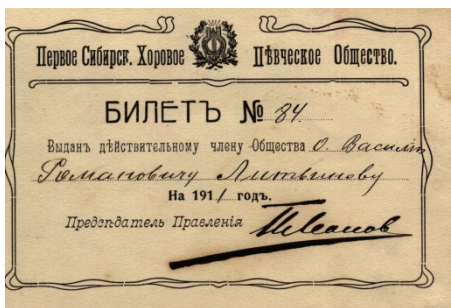 Первое Сибирск. Хоровое Пѣвческое Общество.
БИЛЕТЪ № 84
Выданъ дѣйствительному члену Общества О. Василію
Романовичу Литвинову
На 1911 годъ.
Предсѣдатель Правленія